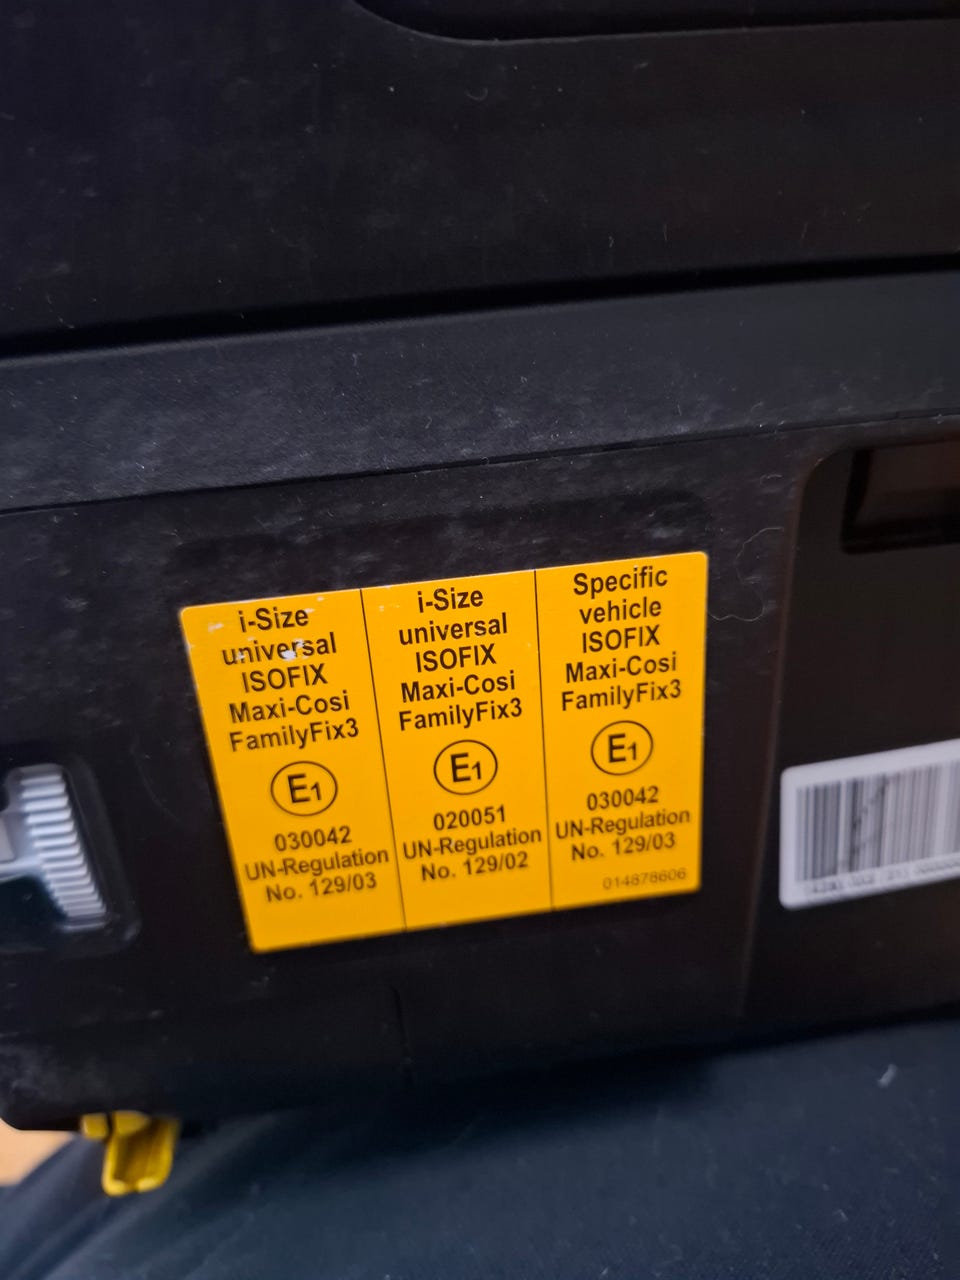 i-Size
universal
ISOFIX
Maxi-Cosi
FamilyFix3
E1
030042
UN-Regulation
No. 129/03
i-Size
universal
ISOFIX
Maxi-Cosi
FamilyFix3
E1
020051
UN-Regulation
No. 129/02
Specific
vehicle
ISOFIX
Maxi-Cosi
FamilyFix3
E1
030042
UN-Regulation
No. 129/03
014878606